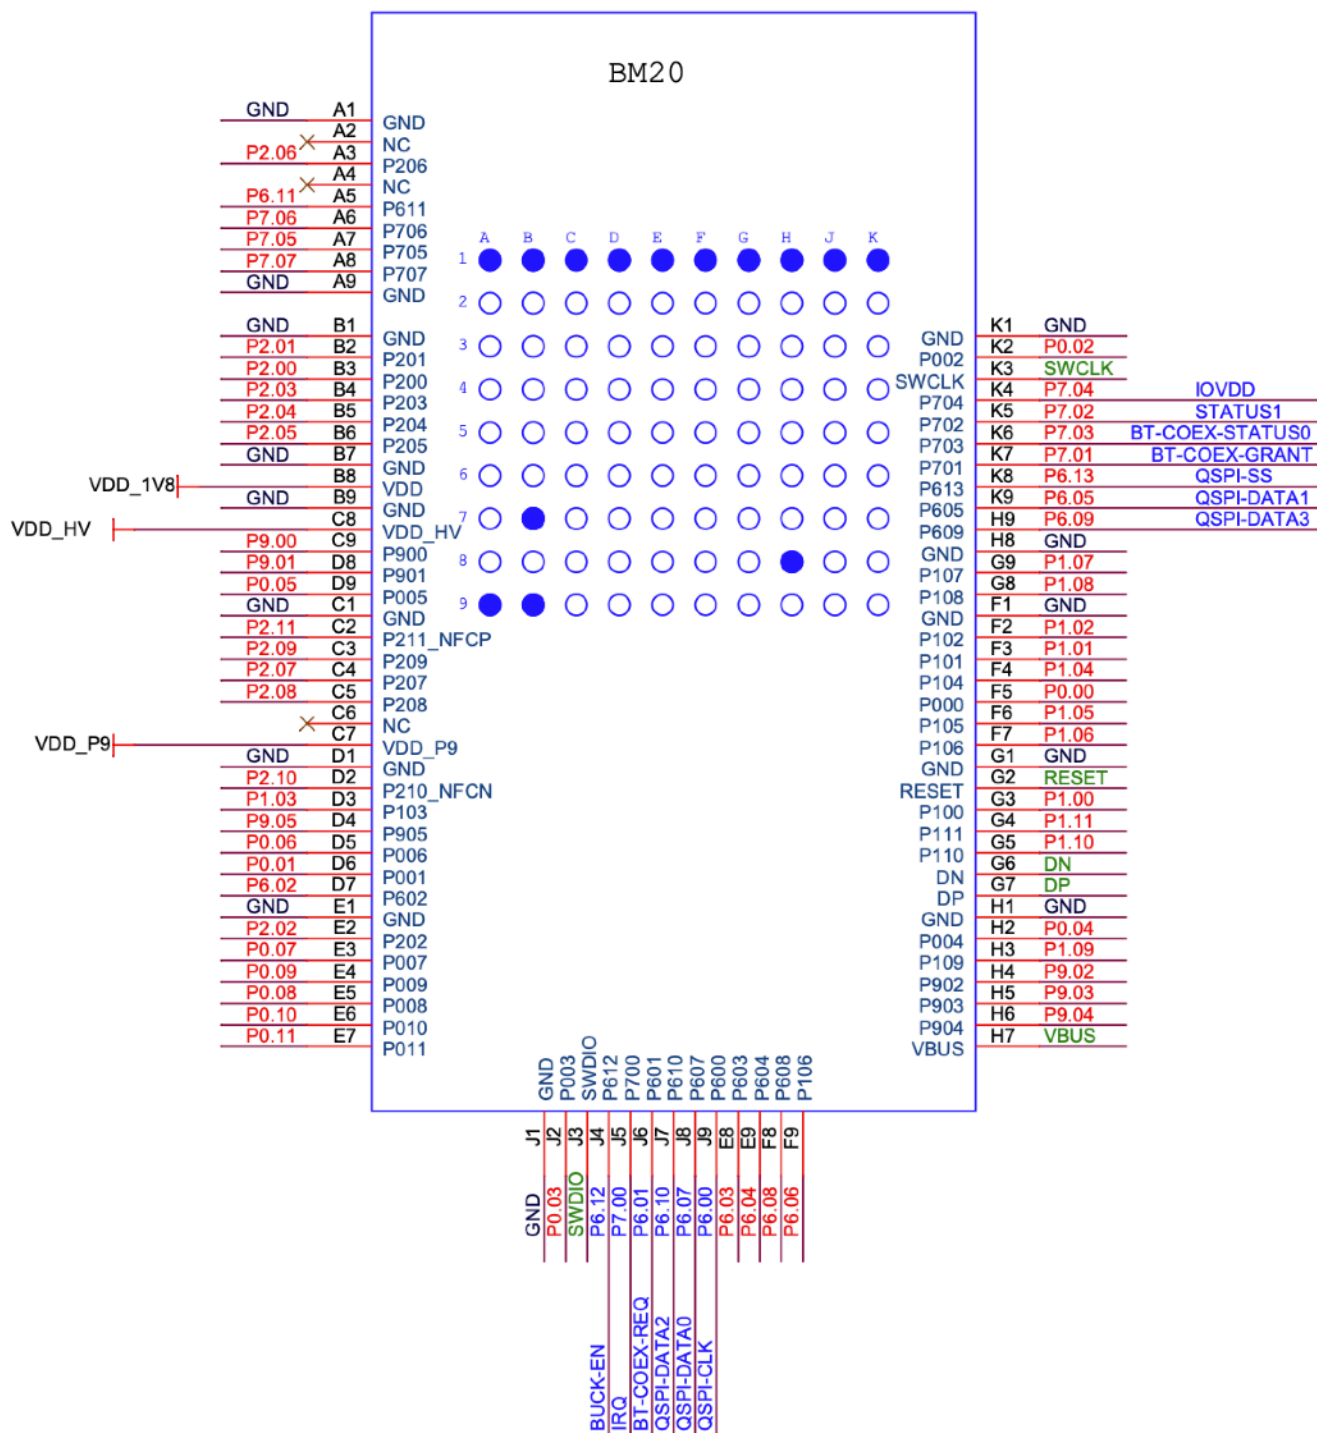 BM20
GND A1 GND
A2 NC
P2.06 A3 P206
A4 NC
P6.11 A5 P611
P7.06 A6 P706
P7.05 A7 P705
P7.07 A8 P707
GND A9 GND
A B C D E F G H J K
1
2
3
4
5
6
7
8
9
GND B1 GND
P2.01 B2 P201
P2.00 B3 P200
P2.03 B4 P203
P2.04 B5 P204
P2.05 B6 P205
GND B7 GND
VDD_1V8 B8 VDD
GND B9 GND
VDD_HV C8 VDD_HV
P9.00 C9 P900
P9.01 D8 P901
P0.05 D9 P005
GND C1 GND
P2.11 C2 P211_NFCP
P2.09 C3 P209
P2.07 C4 P207
P2.08 C5 P208
C6 NC
VDD_P9 C7 VDD_P9
GND D1 GND
P2.10 D2 P210_NFCN
P1.03 D3 P103
P9.05 D4 P905
P0.06 D5 P006
P0.01 D6 P001
P6.02 D7 P602
GND E1 GND
P2.02 E2 P202
P0.07 E3 P007
P0.09 E4 P009
P0.08 E5 P008
P0.10 E6 P010
P0.11 E7 P011
GND K1 GND
P002 K2 P0.02
SWCLK K3 SWCLK
P704 K4 P7.04 IOVDD
P702 K5 P7.02 STATUS1
P703 K6 P7.03 BT-COEX-STATUS0
P701 K7 P7.01 BT-COEX-GRANT
P613 K8 P6.13 QSPI-SS
P605 K9 P6.05 QSPI-DATA1
P609 H9 P6.09 QSPI-DATA3
GND H8 GND
P107 G9 P1.07
P108 G8 P1.08
GND F1 GND
P102 F2 P1.02
P101 F3 P1.01
P104 F4 P1.04
P000 F5 P0.00
P105 F6 P1.05
P106 F7 P1.06
GND G1 GND
RESET G2 RESET
P100 G3 P1.00
P111 G4 P1.11
P110 G5 P1.10
DN G6 DN
DP G7 DP
GND H1 GND
P004 H2 P0.04
P109 H3 P1.09
P902 H4 P9.02
P903 H5 P9.03
P904 H6 P9.04
VBUS H7 VBUS
GND J1 GND
P003 J2 P0.03
SWDIO J3 SWDIO
P612 J4 P6.12 BUCK-EN
P700 J5 P7.00 IRQ
P601 J6 P6.01 BT-COEX-REQ
P610 J7 P6.10 QSPI-DATA2
P607 J8 P6.07 QSPI-DATA0
P600 J9 P6.00 QSPI-CLK
P603 E8 P6.03
P604 E9 P6.04
P608 F8 P6.08
P106 F9 P6.06